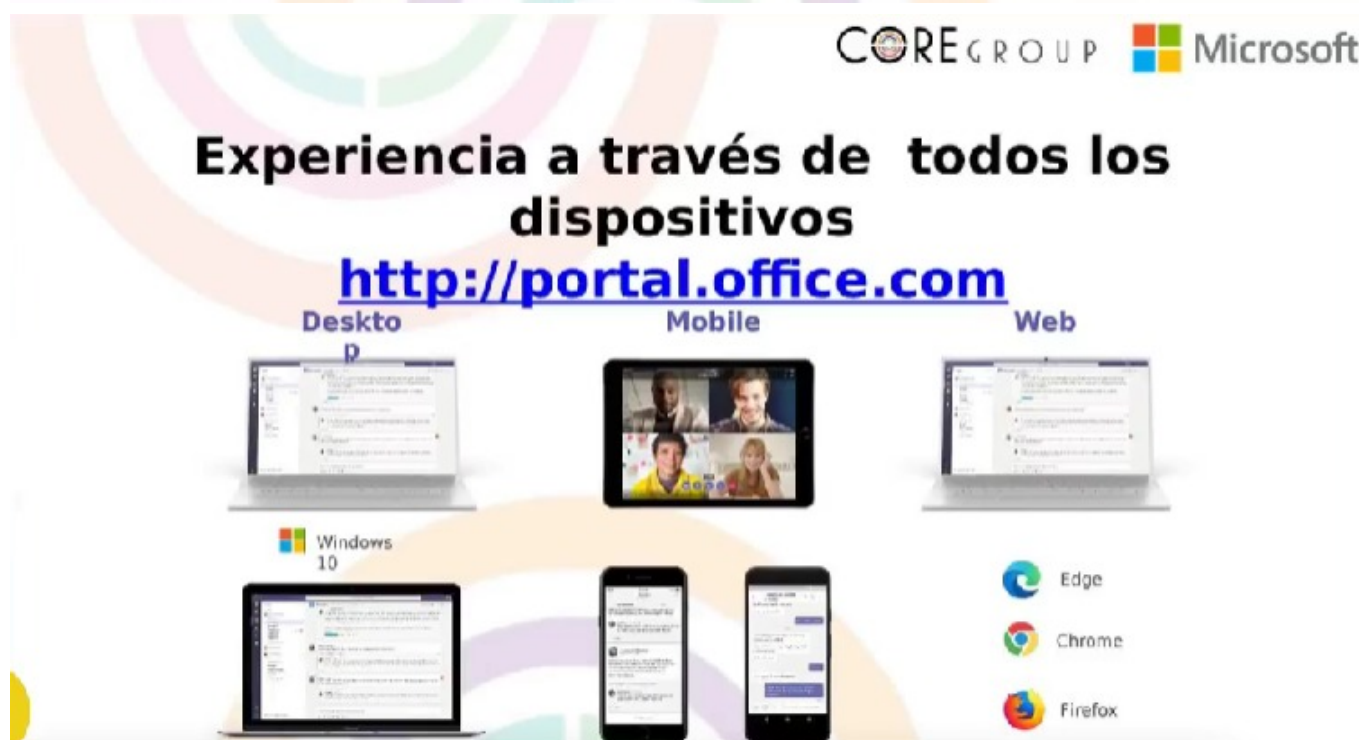 COREGROUP Microsoft
Experiencia a través de todos los
dispositivos
http://portal.office.com
Deskto
p
Mobile
Web
Windows
10
Edge
Chrome
Firefox